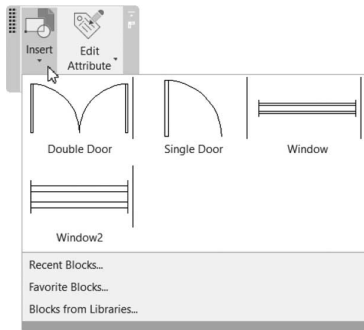 Insert
Edit
Attribute
Double Door
Single Door
Window
Window2
Recent Blocks...
Favorite Blocks...
Blocks from Libraries...